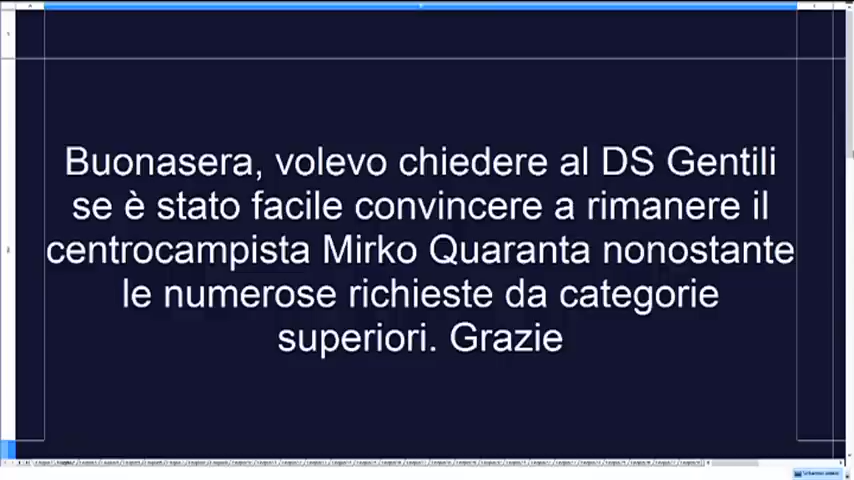 Buonasera, volevo chiedere al DS Gentili
se è stato facile convincere a rimanere il
centrocampista Mirko Quaranta nonostante
le numerose richieste da categorie
superiori. Grazie